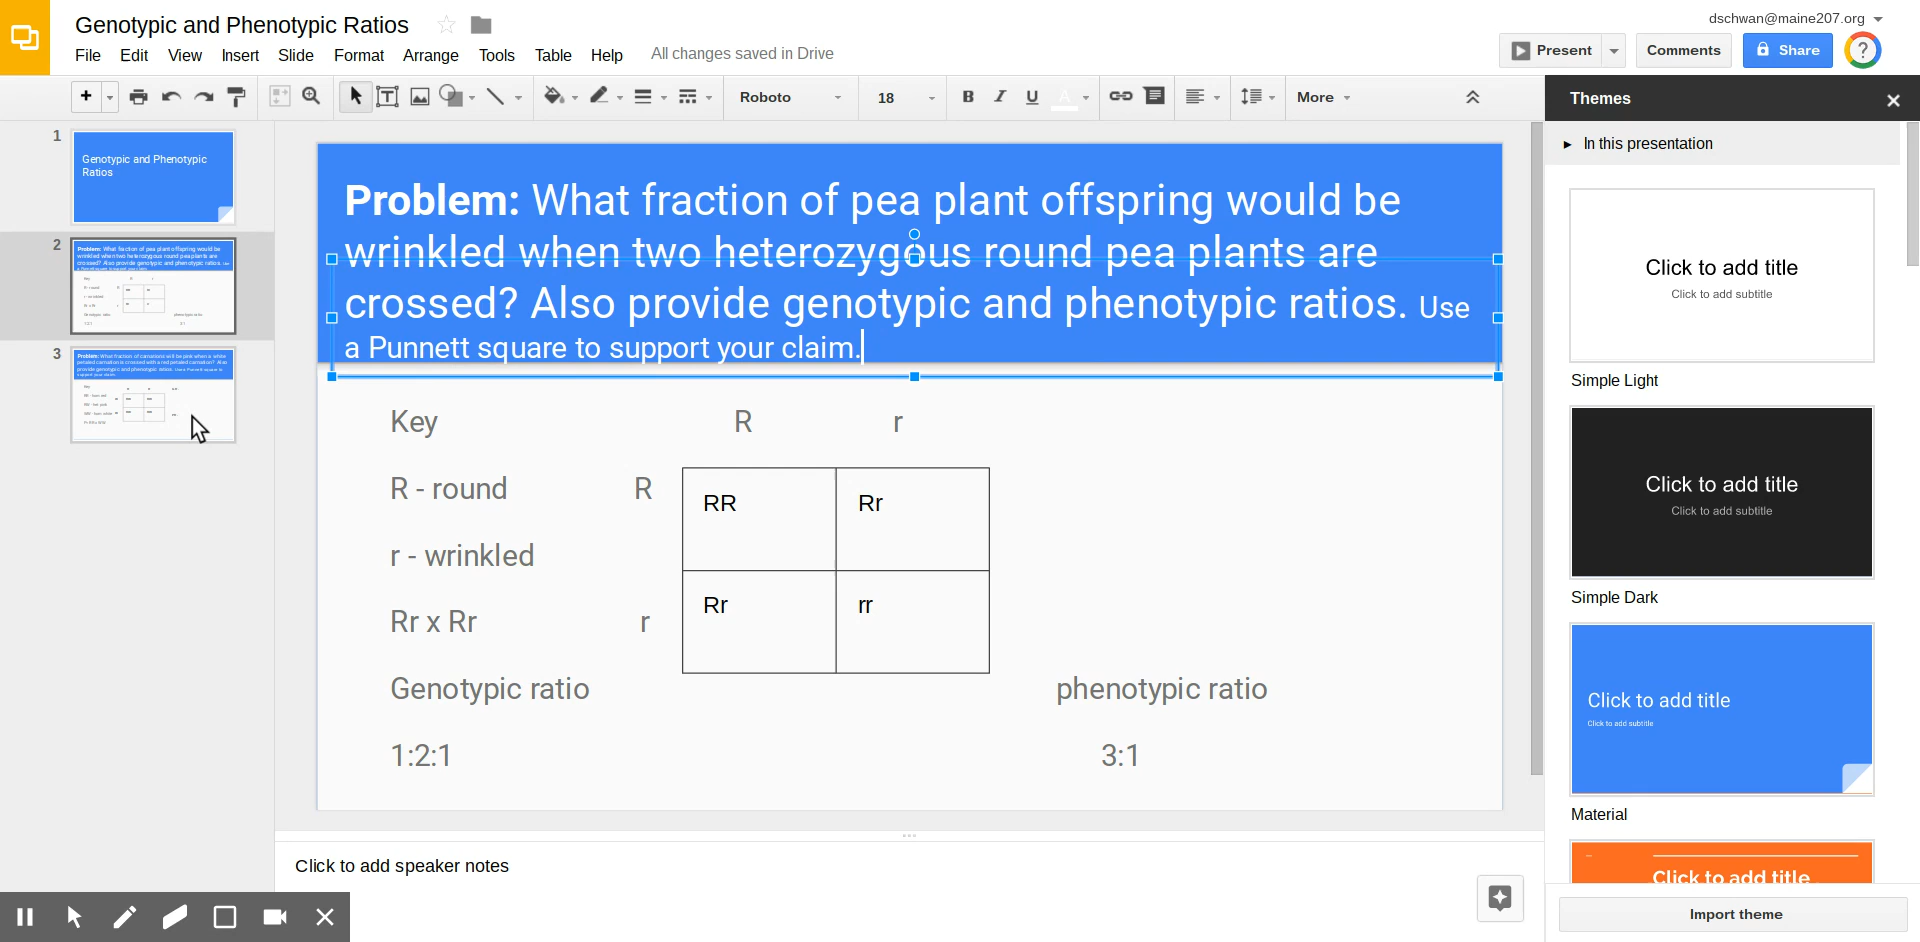 Genotypic and Phenotypic Ratios
dschwan@maine207.org
File Edit View Insert Slide Format Arrange Tools Table Help All changes saved in Drive
Present Comments Share ?
Roboto 18 B I U A More
Themes
In this presentation
1
Genotypic and Phenotypic
Ratios
2
3
Problem: What fraction of pea plant offspring would be
wrinkled when two heterozygous round pea plants are
crossed? Also provide genotypic and phenotypic ratios. Use
a Punnett square to support your claim.
Key R r
R - round R RR Rr
r - wrinkled
Rr x Rr r Rr rr
Genotypic ratio phenotypic ratio
1:2:1 3:1
Click to add speaker notes
Click to add title
Click to add subtitle
Simple Light
Click to add title
Click to add subtitle
Simple Dark
Click to add title
Click to add subtitle
Material
Click to add title
Import theme